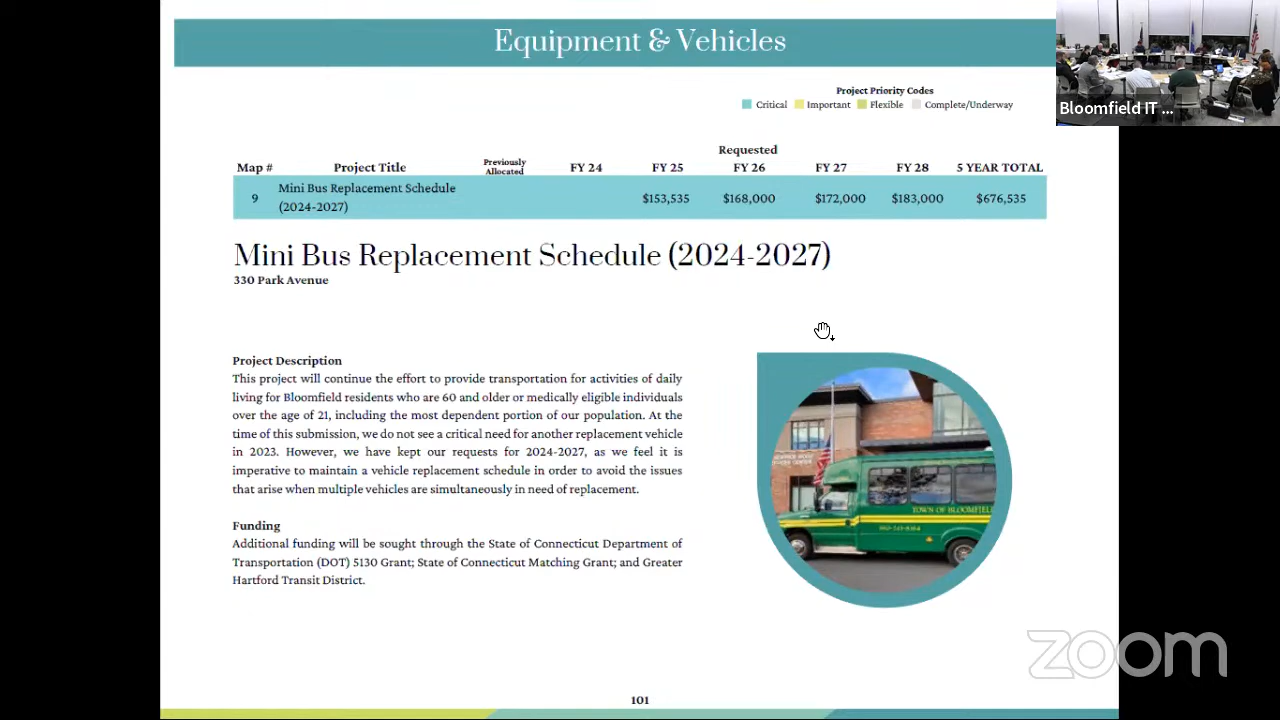 Equipment & Vehicles
Bloomfield IT ...
Project Priority Codes
Critical Important Flexible Complete/Underway
Requested
Map # Project Title Previously Allocated FY 24 FY 25 FY 26 FY 27 FY 28 5 YEAR TOTAL
9 Mini Bus Replacement Schedule (2024-2027) $153,535 $168,000 $172,000 $183,000 $676,535
Mini Bus Replacement Schedule (2024-2027)
330 Park Avenue
Project Description
This project will continue the effort to provide transportation for activities of daily
living for Bloomfield residents who are 60 and older or medically eligible individuals
over the age of 21, including the most dependent portion of our population. At the
time of this submission, we do not see a critical need for another replacement vehicle
in 2023. However, we have kept our requests for 2024-2027, as we feel it is
imperative to maintain a vehicle replacement schedule in order to avoid the issues
that arise when multiple vehicles are simultaneously in need of replacement.
Funding
Additional funding will be sought through the State of Connecticut Department of
Transportation (DOT) 5130 Grant; State of Connecticut Matching Grant; and Greater
Hartford Transit District.
TOWN OF BLOOMFIELD
zoom
101